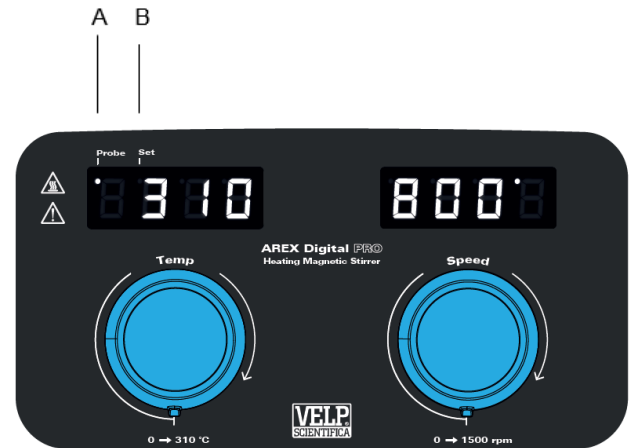 A B
Probe Set
310 800
AREX Digital PRO
Heating Magnetic Stirrer
Temp Speed
VELP
SCIENTIFICA
0 → 310 °C 0 → 1500 rpm